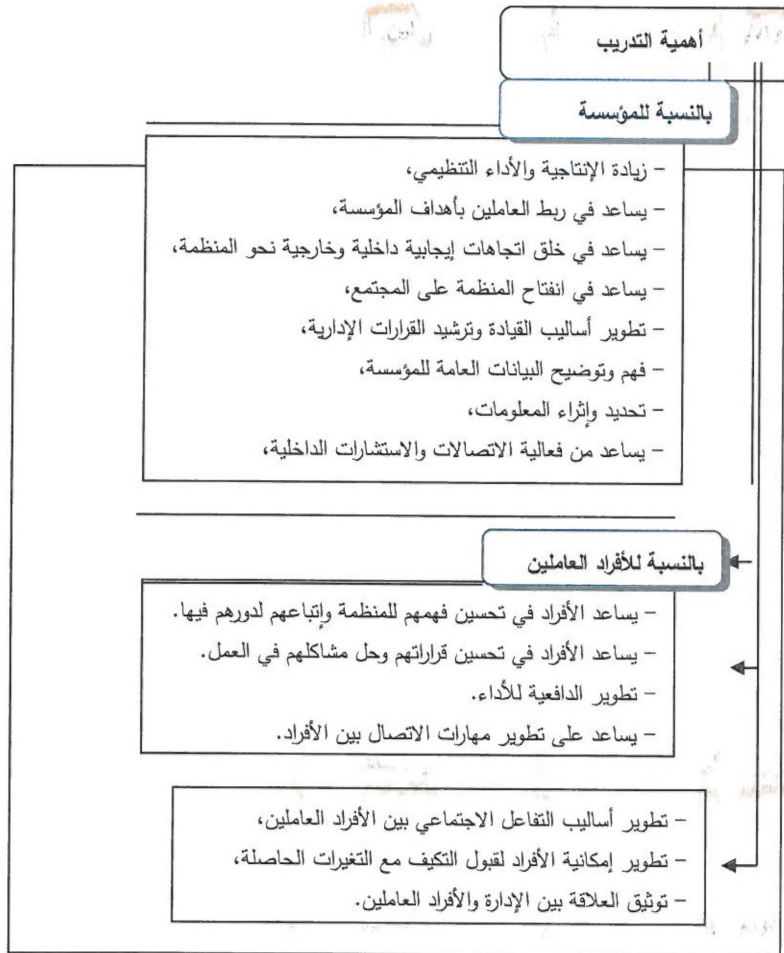 أهمية التدريب
بالنسبة للمؤسسة
– زيادة الإنتاجية والأداء التنظيمي،
– يساعد في ربط العاملين بأهداف المؤسسة،
– يساعد في خلق اتجاهات إيجابية داخلية وخارجية نحو المنظمة،
– يساعد في انفتاح المنظمة على المجتمع،
– تطوير أساليب القيادة وترشيد القرارات الإدارية،
– فهم وتوضيح البيانات العامة للمؤسسة،
– تحديد وإثراء المعلومات،
– يساعد من فعالية الاتصالات والاستشارات الداخلية،
بالنسبة للأفراد العاملين
– يساعد الأفراد في تحسين فهمهم للمنظمة وإتباعهم لدورهم فيها.
– يساعد الأفراد في تحسين قراراتهم وحل مشاكلهم في العمل.
– تطوير الدافعية للأداء.
– يساعد على تطوير مهارات الاتصال بين الأفراد.
– تطوير أساليب التفاعل الاجتماعي بين الأفراد العاملين،
– تطوير إمكانية الأفراد لقبول التكيف مع التغيرات الحاصلة،
– توثيق العلاقة بين الإدارة والأفراد العاملين.